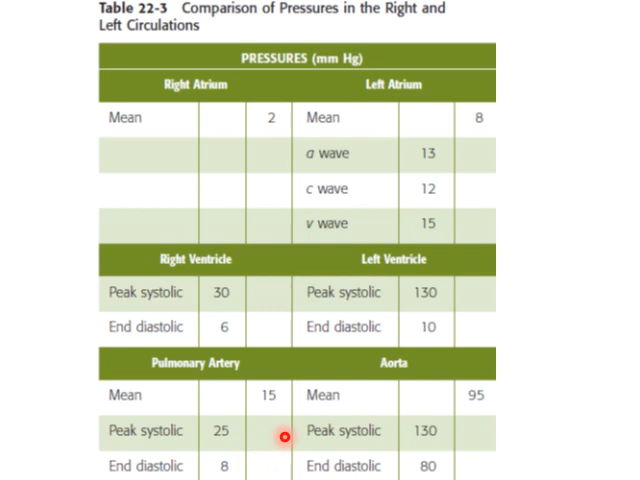 Table 22-3 Comparison of Pressures in the Right and
Left Circulations
PRESSURES (mm Hg)
Right Atrium Left Atrium
Mean 2 Mean 8
a wave 13
c wave 12
v wave 15
Right Ventricle Left Ventricle
Peak systolic 30 Peak systolic 130
End diastolic 6 End diastolic 10
Pulmonary Artery Aorta
Mean 15 Mean 95
Peak systolic 25 Peak systolic 130
End diastolic 8 End diastolic 80